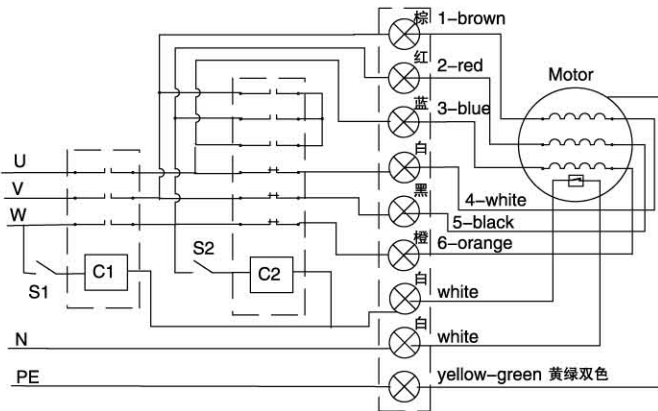 棕 1-brown
红 2-red
Motor
蓝 3-blue
白
U
V
4-white
黑
5-black
W
橙 6-orange
S1
C1
S2
C2
白
white
白
N
white
PE
yellow-green 黄绿双色